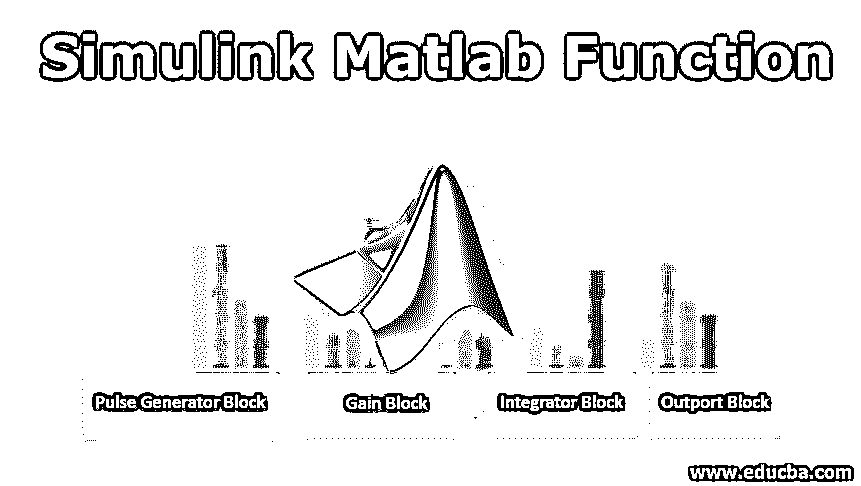 Simulink Matlab Function
Pulse Generator Block Gain Block Integrator Block Outport Block
www.educba.com